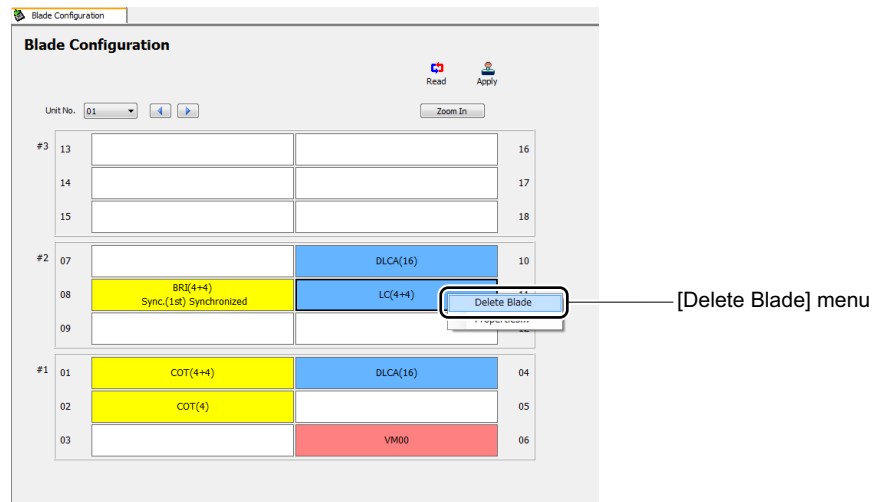 Blade Configuration
Blade Configuration
Read Apply
Unit No. 01 Zoom In
#3 13 16
14 17
15 18
#2 07 DLCA(16) 10
08 BRI(4+4) LC(4+4)
Sync.(1st) Synchronized
Delete Blade [Delete Blade] menu
09
#1 01 COT(4+4) DLCA(16) 04
02 COT(4) 05
03 VM00 06